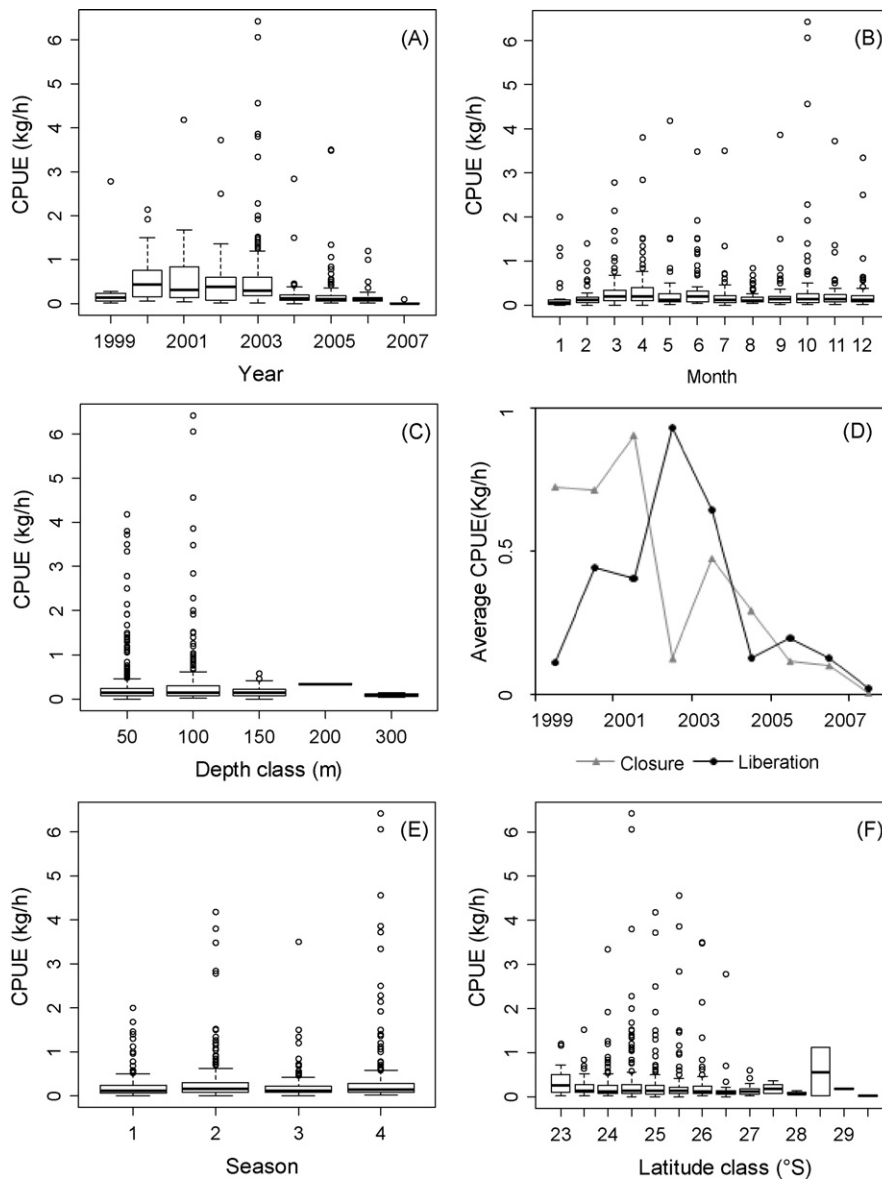 (A)
CPUE (kg/h)
6
5
4
3
2
1
0
1999 2001 2003 2005 2007
Year
(B)
CPUE (kg/h)
6
5
4
3
2
1
0
1 2 3 4 5 6 7 8 9 10 11 12
Month
(C)
CPUE (kg/h)
6
5
4
3
2
1
0
50 100 150 200 300
Depth class (m)
(D)
Average CPUE(Kg/h)
1
0.5
0
1999 2001 2003 2005 2007
Closure Liberation
(E)
CPUE (kg/h)
6
5
4
3
2
1
0
1 2 3 4
Season
(F)
CPUE (kg/h)
6
5
4
3
2
1
0
23 24 25 26 27 28 29
Latitude class (°S)